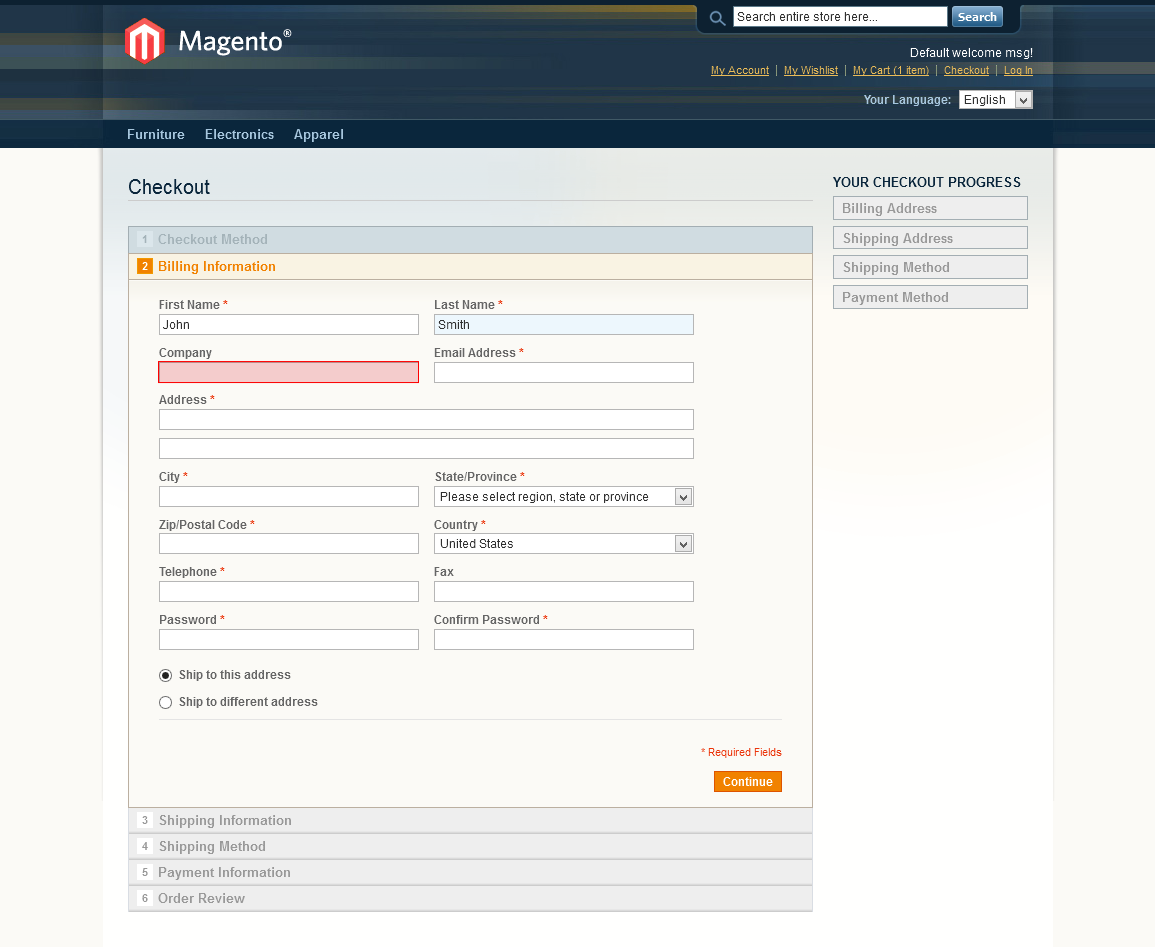 Search entire store here...
Search
Magento®
Default welcome msg!
My Account | My Wishlist | My Cart (1 item) | Checkout | Log In
Your Language: English
Furniture Electronics Apparel
Checkout
1 Checkout Method
2 Billing Information
First Name * Last Name *
John Smith
Company Email Address *
Address *
City * State/Province *
Please select region, state or province
Zip/Postal Code * Country *
United States
Telephone * Fax
Password * Confirm Password *
Ship to this address
Ship to different address
* Required Fields
Continue
3 Shipping Information
4 Shipping Method
5 Payment Information
6 Order Review
YOUR CHECKOUT PROGRESS
Billing Address
Shipping Address
Shipping Method
Payment Method